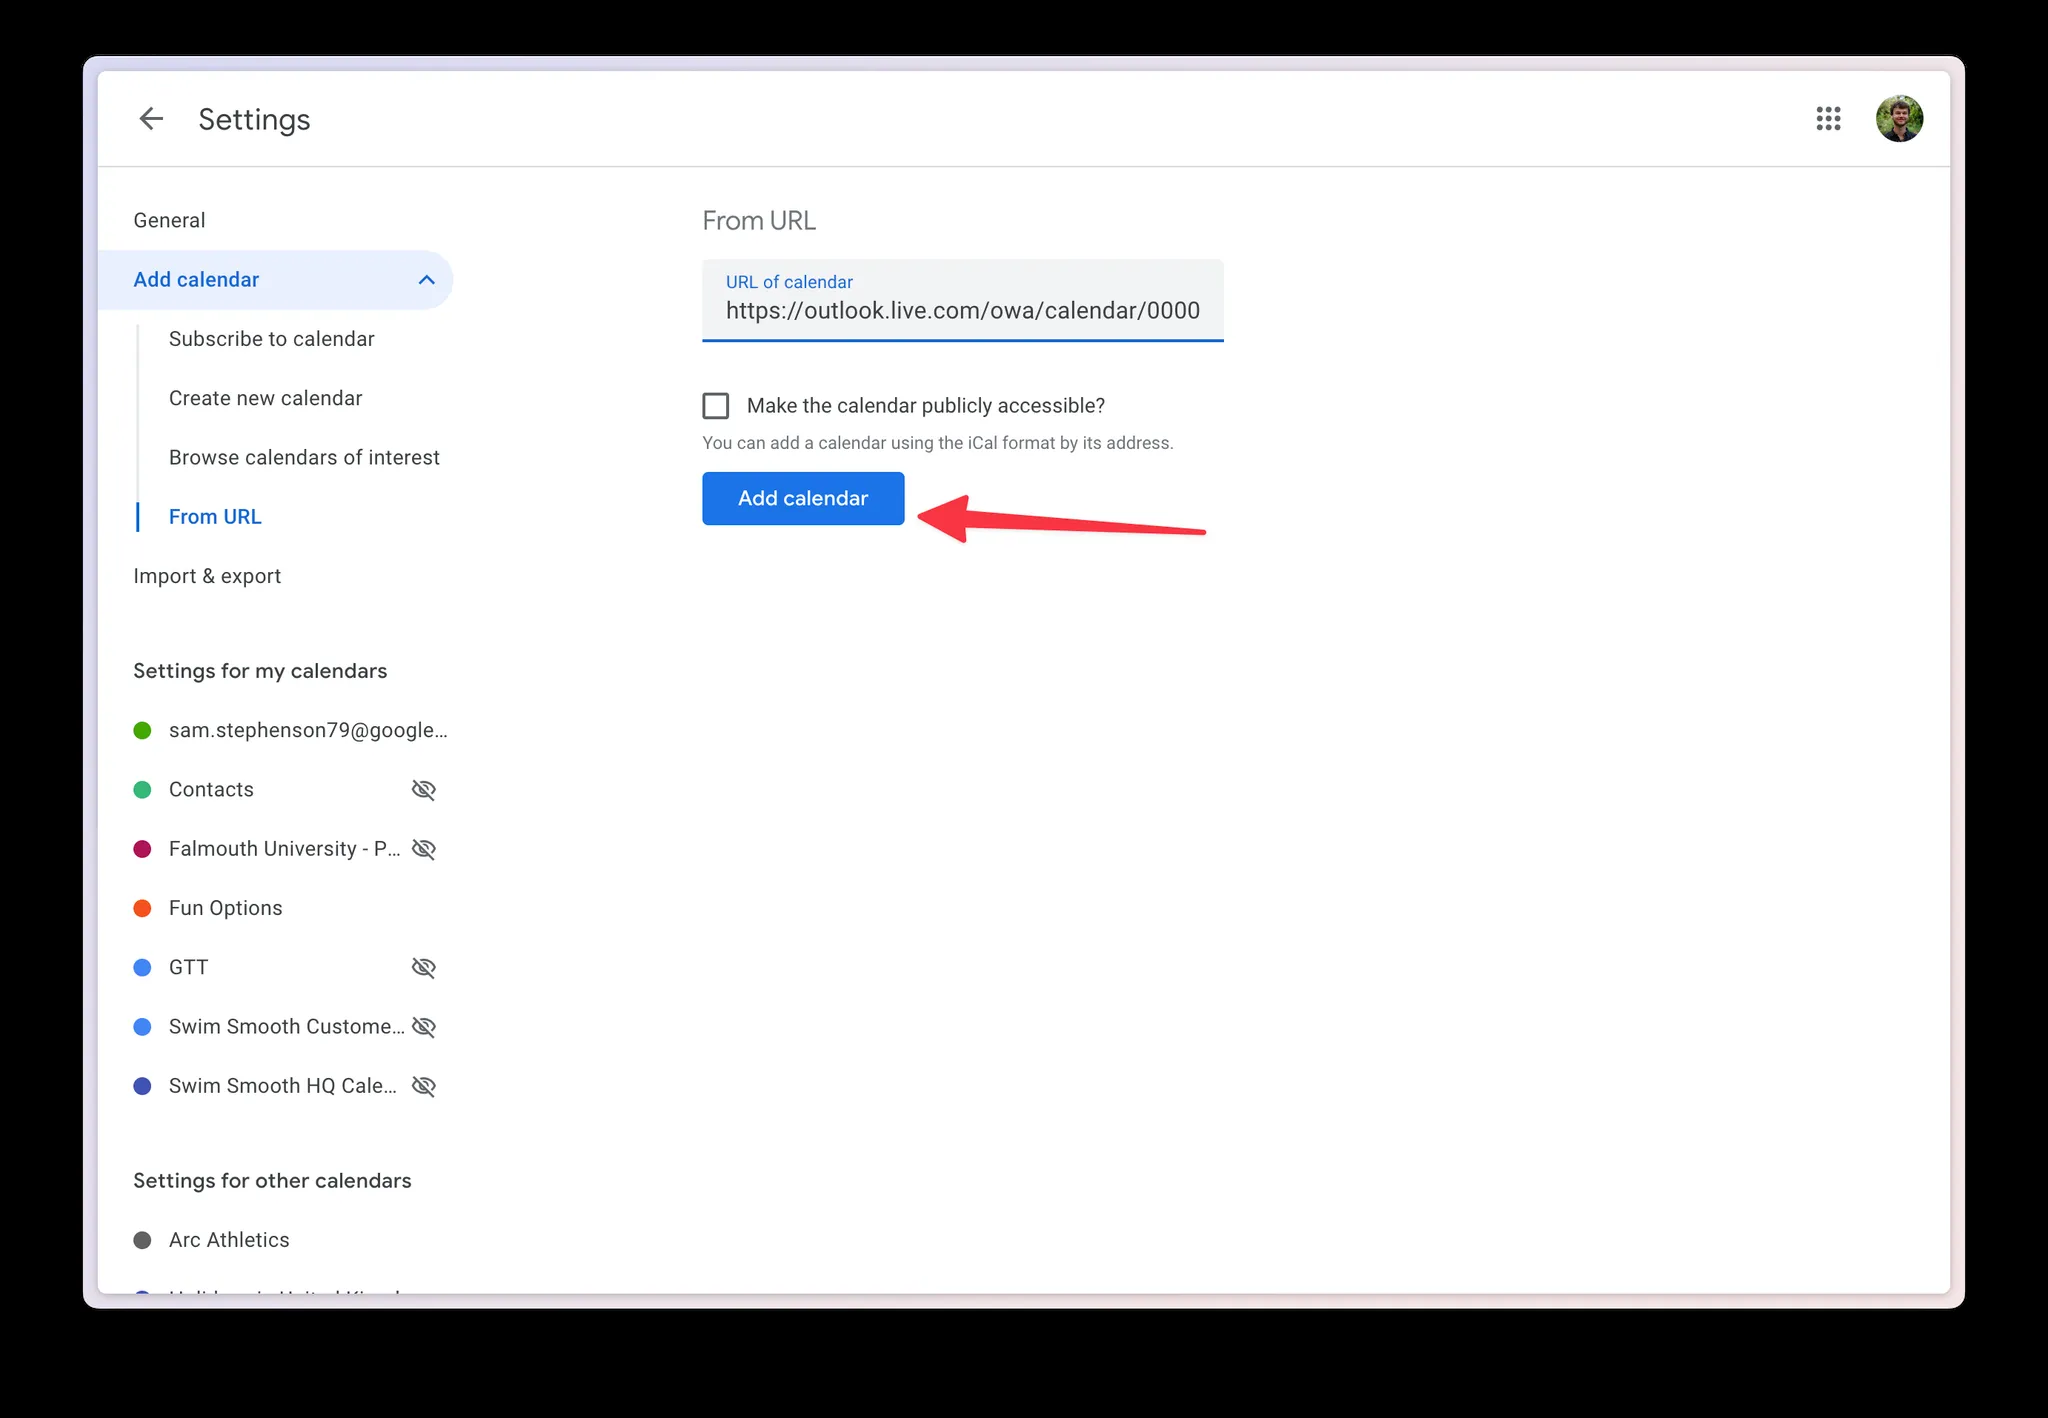 Settings
General
Add calendar
Subscribe to calendar
Create new calendar
Browse calendars of interest
From URL
Import & export
Settings for my calendars
sam.stephenson79@google...
Contacts
Falmouth University - P...
Fun Options
GTT
Swim Smooth Custome...
Swim Smooth HQ Cale...
Settings for other calendars
Arc Athletics
From URL
URL of calendar
https://outlook.live.com/owa/calendar/0000
Make the calendar publicly accessible?
You can add a calendar using the iCal format by its address.
Add calendar